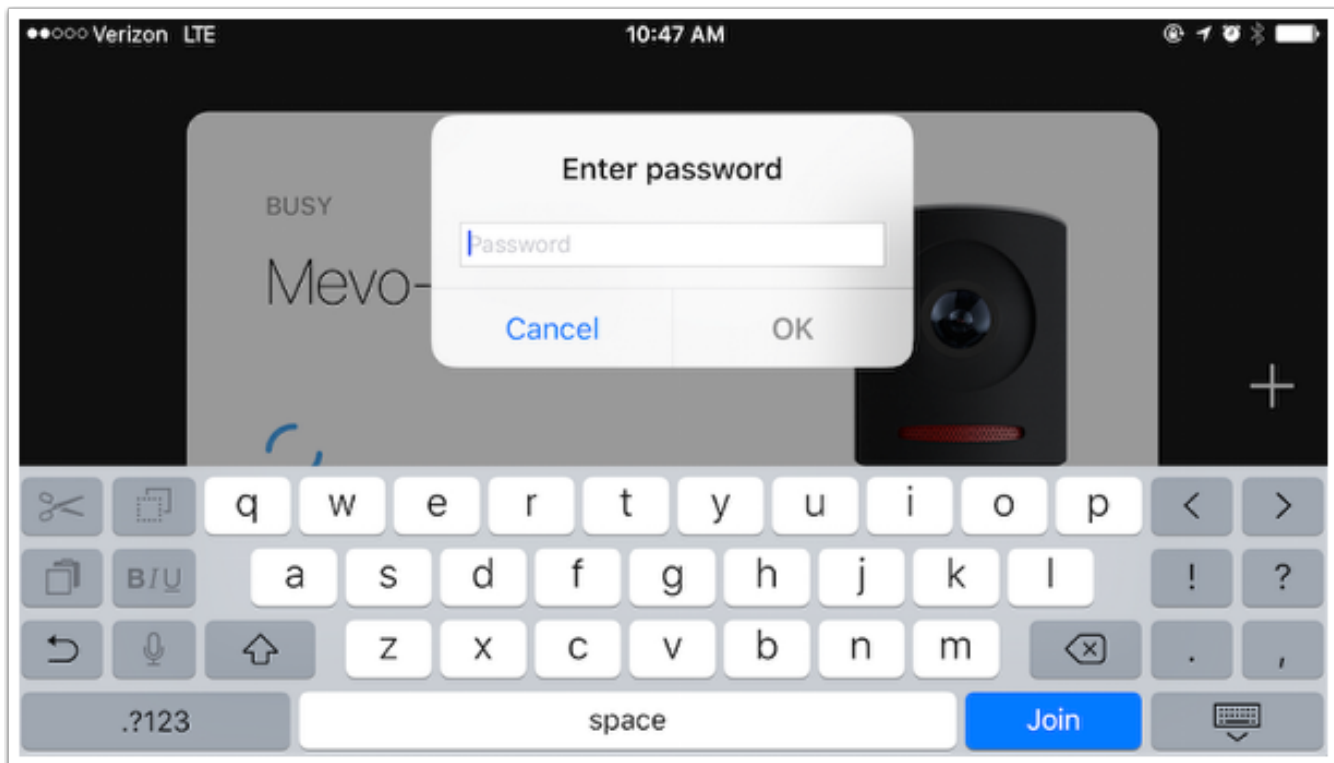 Verizon LTE 10:47 AM
Enter password
BUSY
Password
Mevo-
Cancel OK
q w e r t y u i o p < >
B I U a s d f g h j k l ! ?
z x c v b n m . ,
.?123 space Join